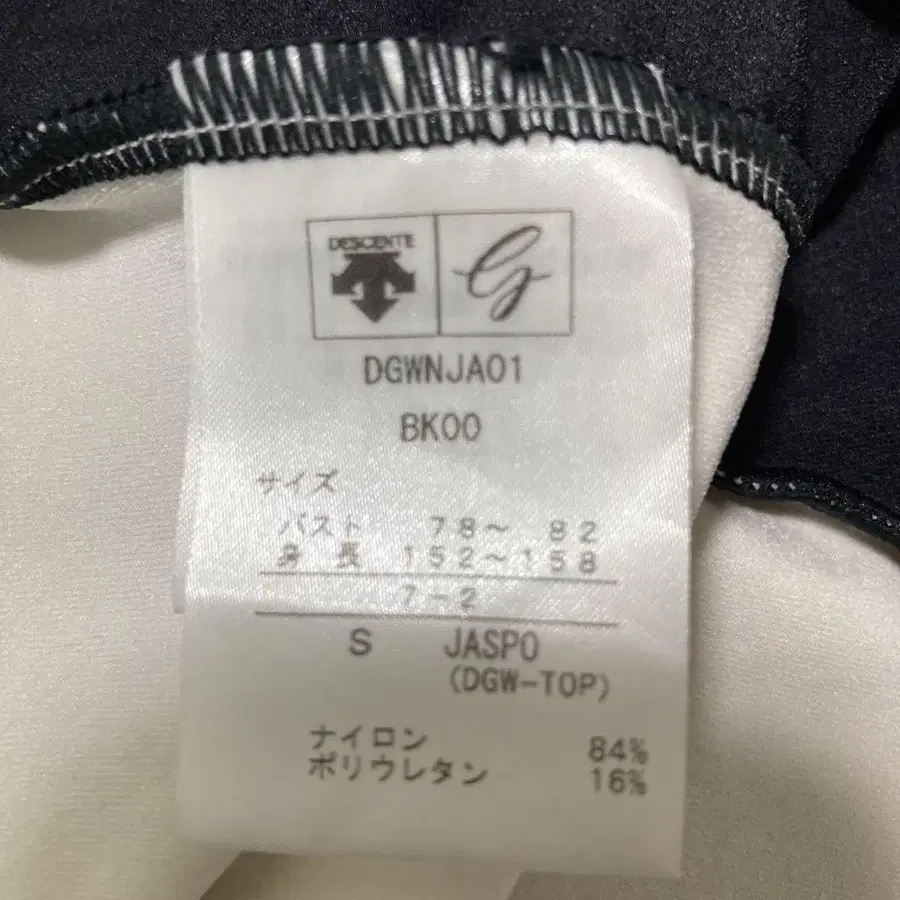 DESCENTE
G
DGWNJA01
BK00
サイズ
バスト 78～ 82
身 長 152～158
7－2
S JASPO
(DGW-TOP)
ナイロン 84%
ポリウレタン 16%